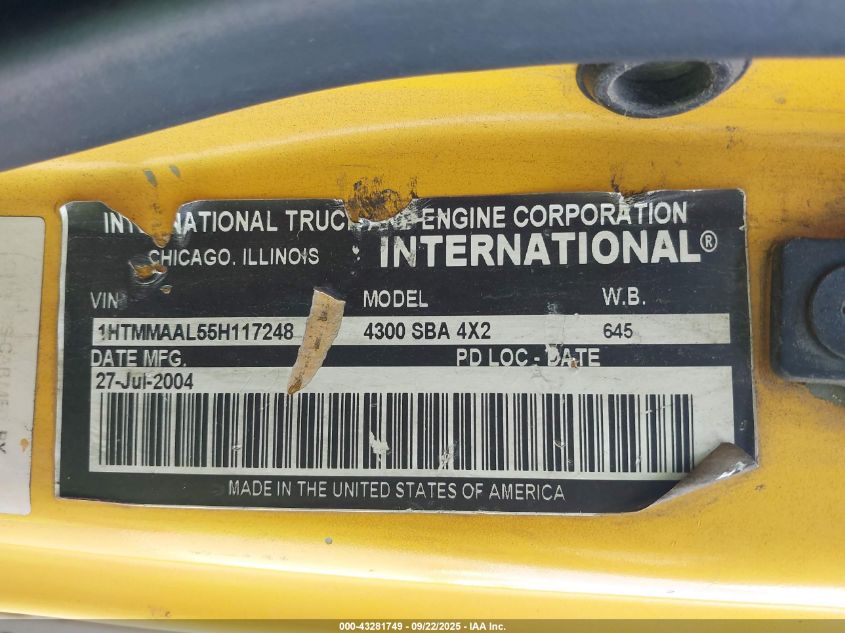 INTERNATIONAL TRUCK AND ENGINE CORPORATION
CHICAGO, ILLINOIS INTERNATIONAL®
VIN MODEL W.B.
1HTMMAAL55H117248 4300 SBA 4X2 645
DATE MFG. PD LOC - DATE
27-Jul-2004
MADE IN THE UNITED STATES OF AMERICA
000-43281749 - 09/22/2025 - IAA Inc.